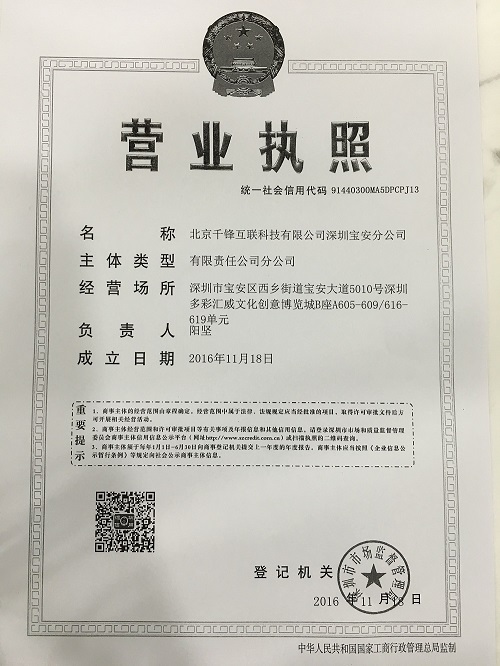 营业执照
统一社会信用代码 91440300MA5DPCPJ13
名称 北京千锋互联科技有限公司深圳宝安分公司
主体类型 有限责任公司分公司
经营场所 深圳市宝安区西乡街道宝安大道5010号深圳
多彩汇威文化创意博览城B座A605-609/616-
619单元
负责人 阳坚
成立日期 2016年11月18日
重要提示
1、商事主体的经营范围由章程确定。经营范围中属于法律、法规规定应当经批准的项目，取得许可审批文件后方
可开展相关经营活动。
2、商事主体经营范围和许可审批项目等有关事项及年报信息和其他信用信息，请登录深圳市市场和质量监督管理
委员会商事主体信用信息公示平台（网址http://www.szcredit.com.cn）或扫描执照的二维码查询。
3、商事主体须于每年1月1日-6月30日向商事登记机关提交上一年度的年度报告。商事主体应当按照《企业信息公
示暂行条例》等规定向社会公示商事主体信息。
登记机关
深圳市市场监督管理局
2016年11月18日
中华人民共和国国家工商行政管理总局监制